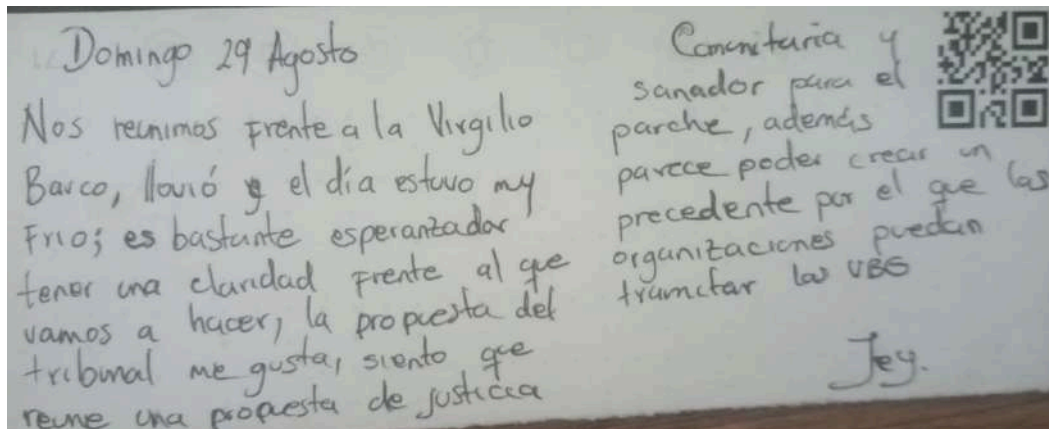 Domingo 29 Agosto
Nos reunimos frente a la Virgilio
Barco, llovió y el día estuvo my
Frio; es bastante esperanzador
tener una claridad frente al que
vamos a hacer, la propuesta del
tribunal me gusta, siento que
reune una propuesta de justicia
Comunitaria y
sanador para el
parche, además
parece poder crear un
precedente por el que las
organizaciones puedan
tramitar las VBG
Jey.